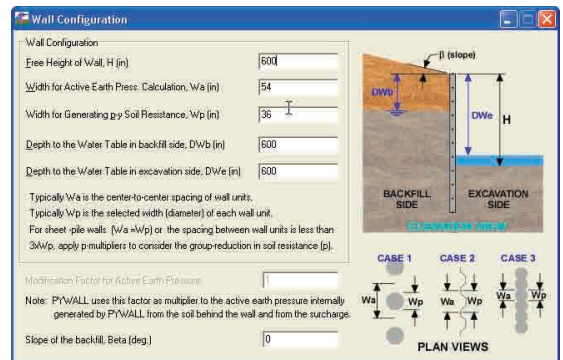 Wall Configuration
Wall Configuration
Free Height of Wall, H (in)
600
Width for Active Earth Press. Calculation, Wa (in)
54
Width for Generating p-y Soil Resistance, Wp (in)
36
Depth to the Water Table in backfill side, DWb (in)
600
Depth to the Water Table in excavation side, DWe (in)
600
Typically Wa is the center-to-center spacing of wall units.
Typically Wp is the selected width (diameter) of each wall unit.
For sheet-pile walls (Wa =Wp) or the spacing between wall units is less than
3xWp, apply p-multipliers to consider the group-reduction in soil resistance (p).
Modification Factor for Active Earth Pressure
1
Note: PYWALL uses this factor as multiplier to the active earth pressure internally
generated by PYWALL from the soil behind the wall and from the surcharge.
Slope of the backfill, Beta (deg.)
0
β (slope)
DWb
DWe
H
BACKFILL SIDE
EXCAVATION SIDE
ELEVATION VIEW
CASE 1
CASE 2
CASE 3
Wa
Wp
Wa
Wp
Wa
Wp
PLAN VIEWS